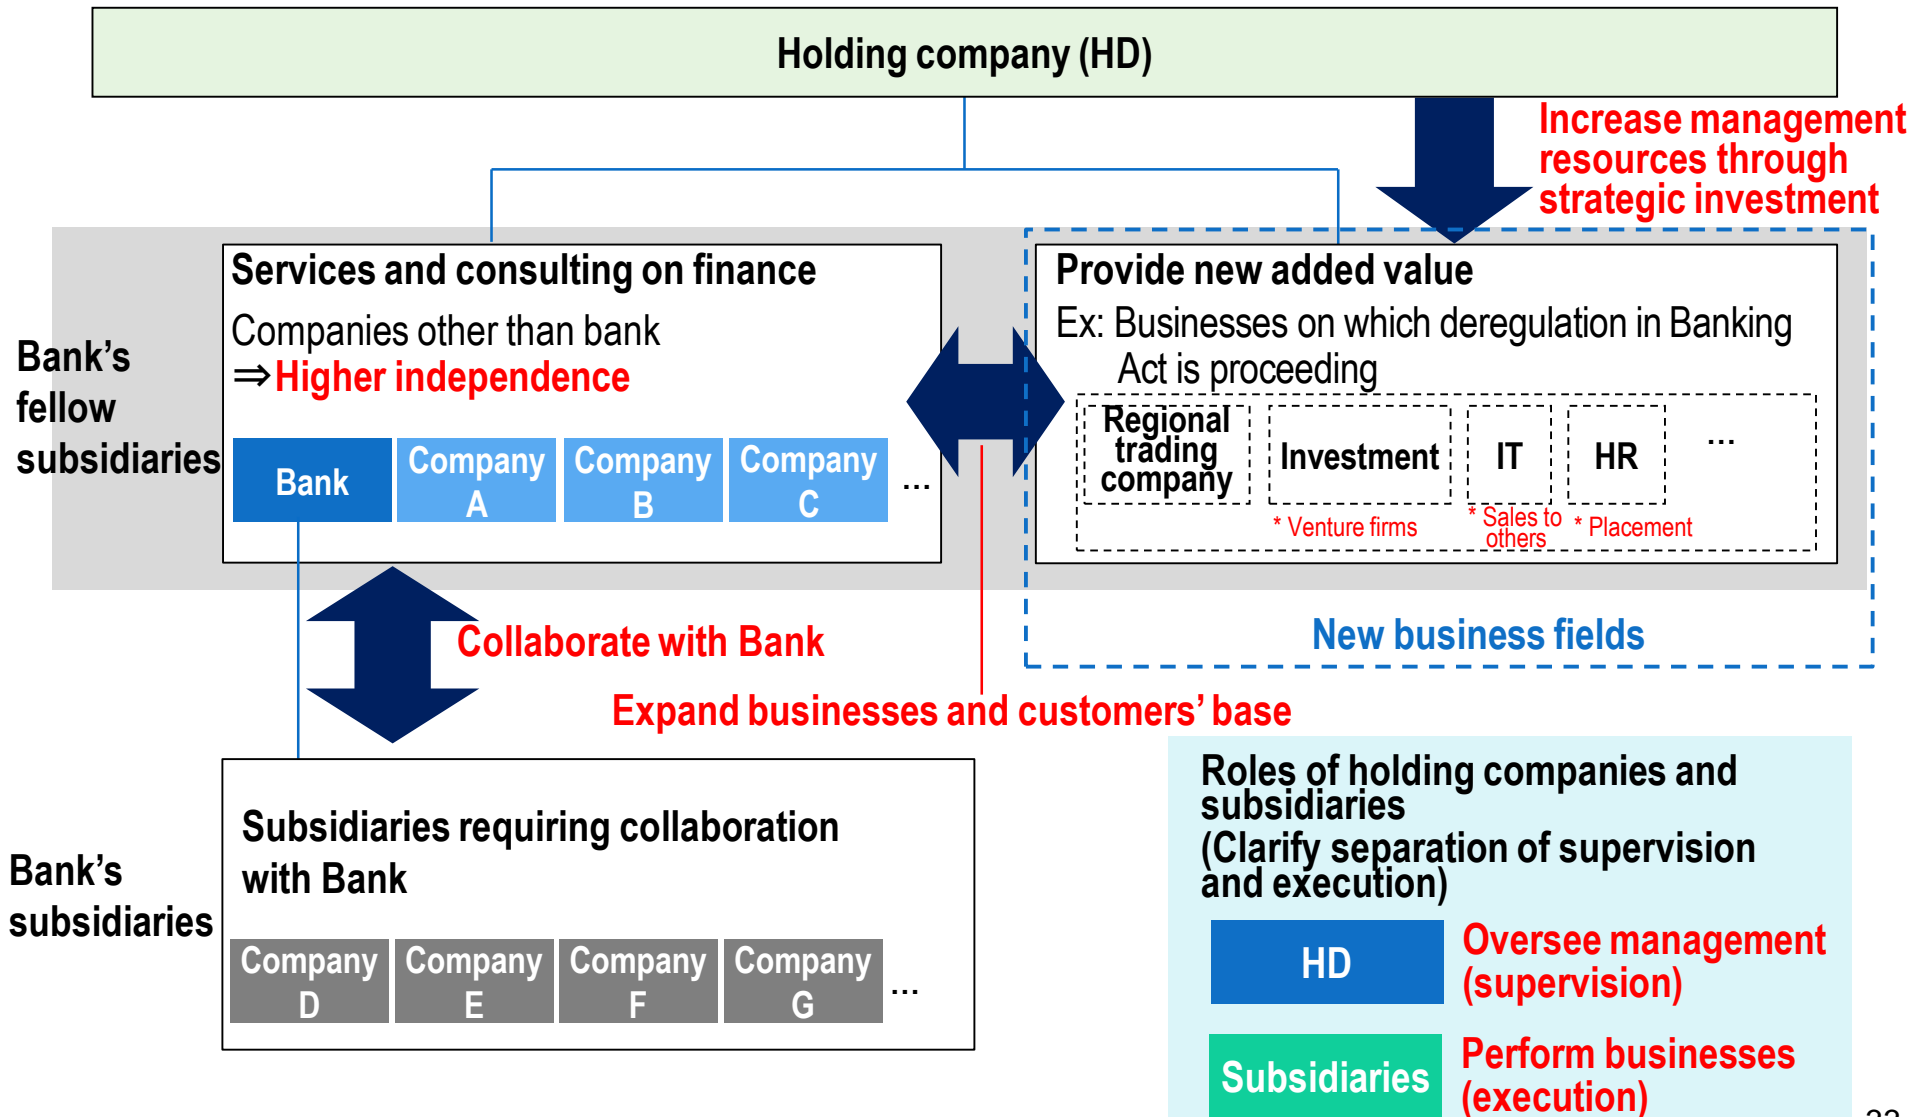 Holding company (HD)
Increase management
resources through
strategic investment
Bank's
fellow
subsidiaries
Services and consulting on finance
Companies other than bank
⇒Higher independence
Bank
Company
A
Company
B
Company
C
...
Provide new added value
Ex: Businesses on which deregulation in Banking
Act is proceeding
Regional
trading
company
Investment
IT
HR
...
* Venture firms
* Sales to
others
* Placement
New business fields
Collaborate with Bank
Expand businesses and customers' base
Bank's
subsidiaries
Subsidiaries requiring collaboration
with Bank
Company
D
Company
E
Company
F
Company
G
...
Roles of holding companies and
subsidiaries
(Clarify separation of supervision
and execution)
HD
Oversee management
(supervision)
Subsidiaries
Perform businesses
(execution)